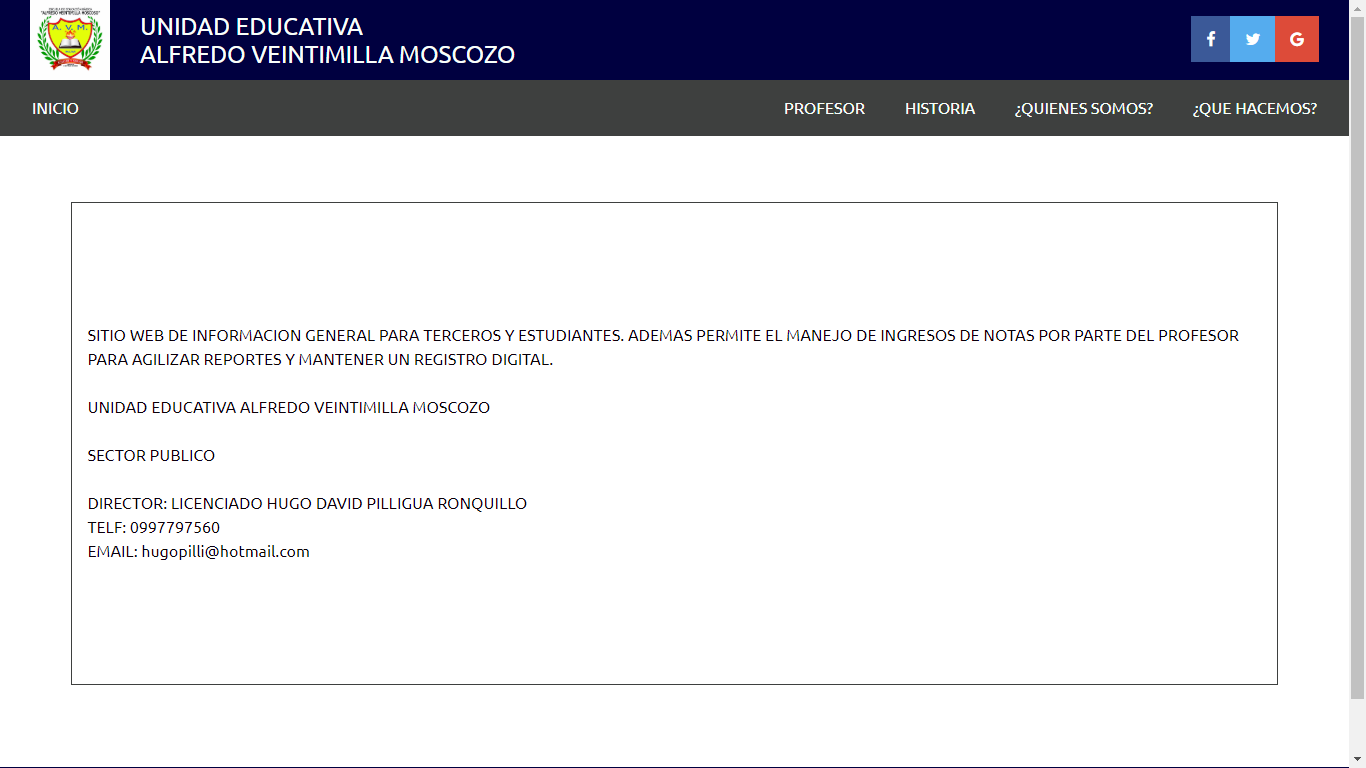 "ALFREDO VEINTIMILLA MOSCOSO"
A. V. M.
UNIDAD EDUCATIVA
ALFREDO VEINTIMILLA MOSCOZO
f
G
INICIO
PROFESOR
HISTORIA
¿QUIENES SOMOS?
¿QUE HACEMOS?
SITIO WEB DE INFORMACION GENERAL PARA TERCEROS Y ESTUDIANTES. ADEMAS PERMITE EL MANEJO DE INGRESOS DE NOTAS POR PARTE DEL PROFESOR
PARA AGILIZAR REPORTES Y MANTENER UN REGISTRO DIGITAL.
UNIDAD EDUCATIVA ALFREDO VEINTIMILLA MOSCOZO
SECTOR PUBLICO
DIRECTOR: LICENCIADO HUGO DAVID PILLIGUA RONQUILLO
TELF: 0997797560
EMAIL: hugopilli@hotmail.com